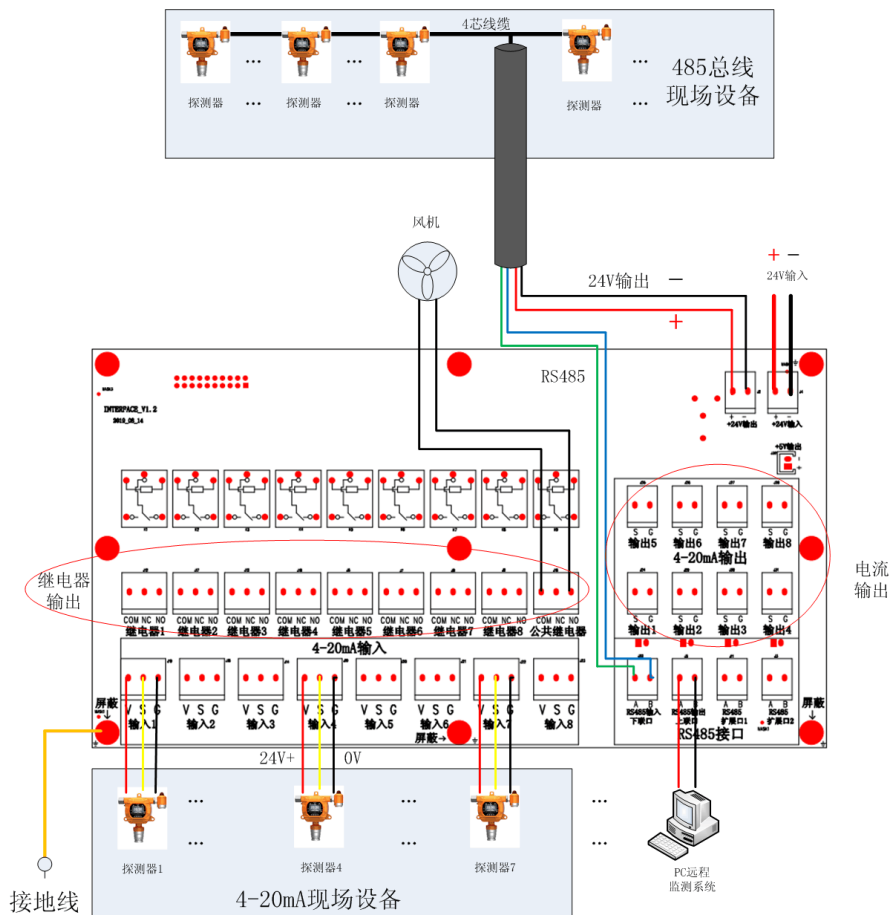 4芯线缆
485总线
现场设备
... ... ... ...
探测器 ... 探测器 ... 探测器 探测器 ...
风机
24V输出 −
+
+ −
24V输入
RS485
INTERFACE_V1.2
+ − + −
+24V输出 +24V输入
+5V输出
S G S G S G S G
输出5 输出6 输出7 输出8
4-20mA输出
继电器
输出
电流
输出
COM NC NO COM NC NO COM NC NO COM NC NO COM NC NO COM NC NO COM NC NO COM NC NO COM NC NO
继电器1 继电器2 继电器3 继电器4 继电器5 继电器6 继电器7 继电器8 公共继电器
S G S G S G S G
输出1 输出2 输出3 输出4
4-20mA输入
V S G V S G V S G V S G V S G V S G V S G V S G
输入1 输入2 输入3 输入4 输入5 输入6 输入7 输入8
屏蔽
↓
屏蔽→
A B A B A B A B
RS485输入 RS485输出 RS485 RS485
下联口 上联口 扩展口1 扩展口2
屏蔽
↓
RS485接口
24V+ 0V
... ... ...
... ... ...
探测器1 探测器4 探测器7
PC远程
监测系统
接地线
4-20mA现场设备